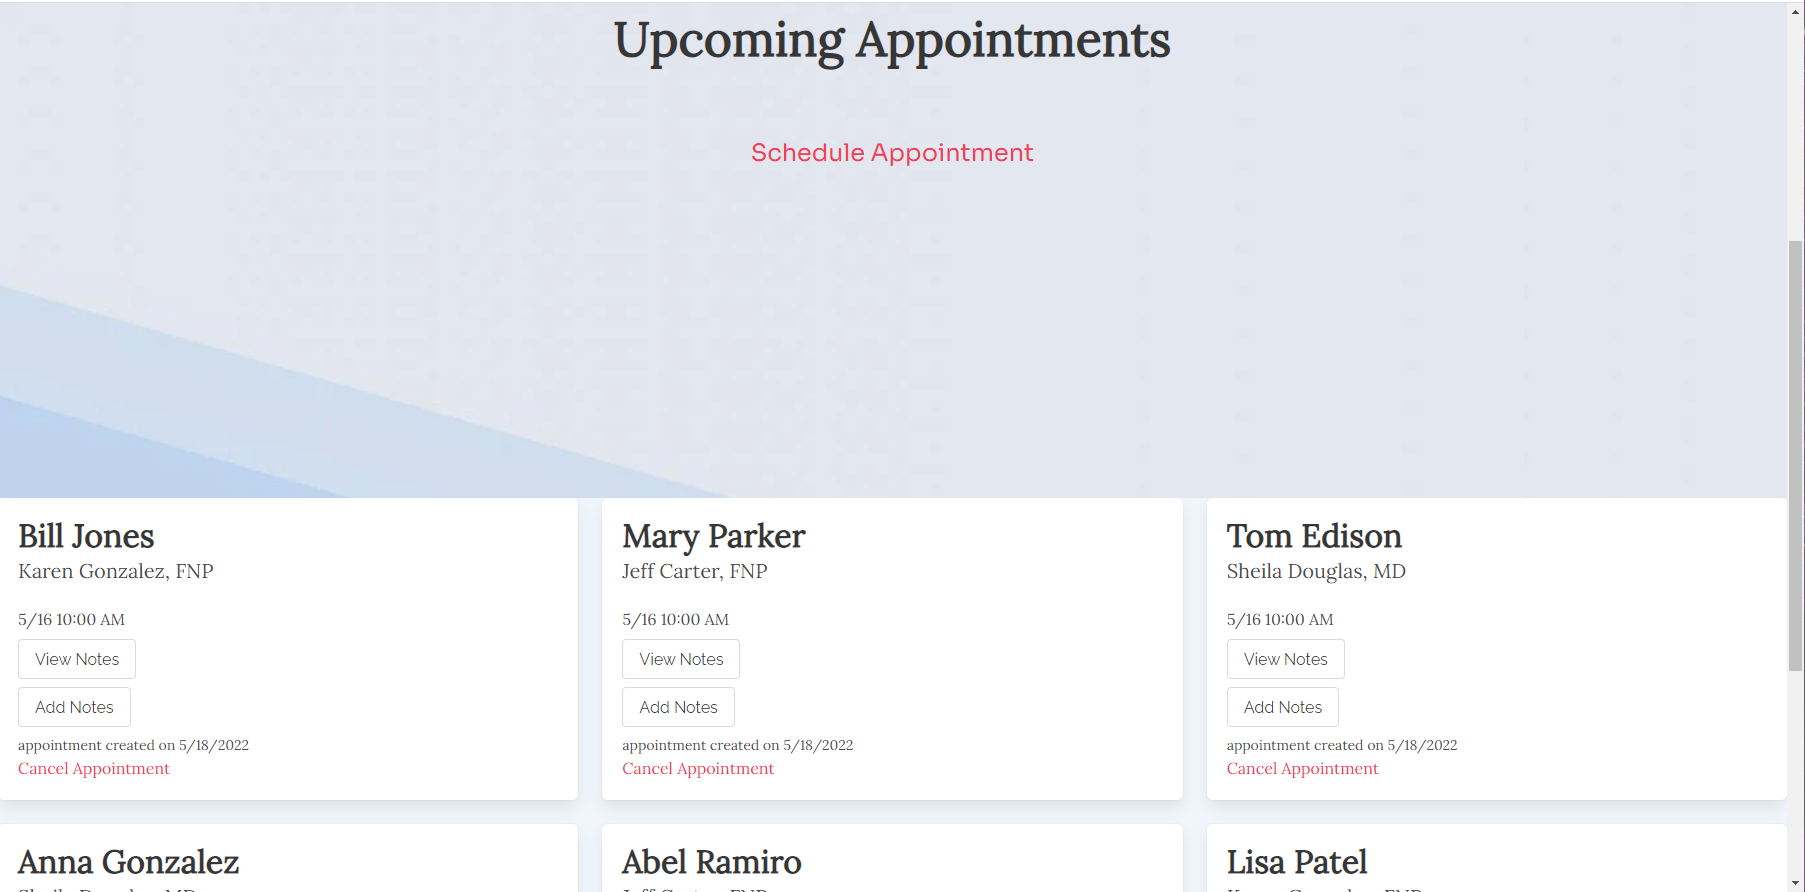 Upcoming Appointments
Schedule Appointment
Bill Jones
Karen Gonzalez, FNP
5/16 10:00 AM
View Notes
Add Notes
appointment created on 5/18/2022
Cancel Appointment
Mary Parker
Jeff Carter, FNP
5/16 10:00 AM
View Notes
Add Notes
appointment created on 5/18/2022
Cancel Appointment
Tom Edison
Sheila Douglas, MD
5/16 10:00 AM
View Notes
Add Notes
appointment created on 5/18/2022
Cancel Appointment
Anna Gonzalez
Abel Ramiro
Lisa Patel